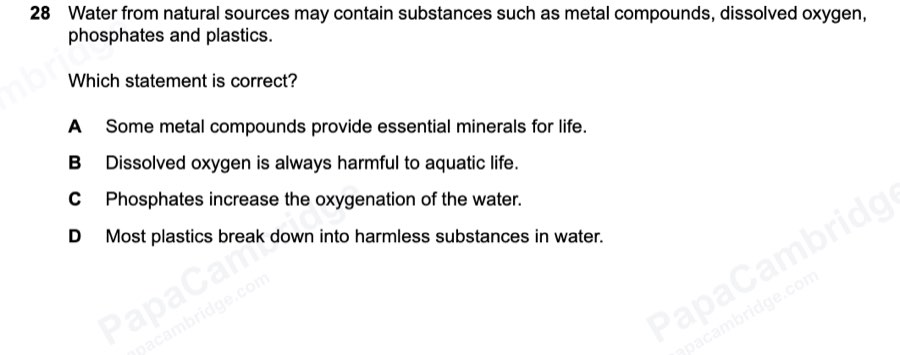 28 Water from natural sources may contain substances such as metal compounds, dissolved oxygen,
phosphates and plastics.
Which statement is correct?
A Some metal compounds provide essential minerals for life.
B Dissolved oxygen is always harmful to aquatic life.
C Phosphates increase the oxygenation of the water.
D Most plastics break down into harmless substances in water.
PapaCambridge
pacambridge.com
PapaCambridge
papacambridge.com